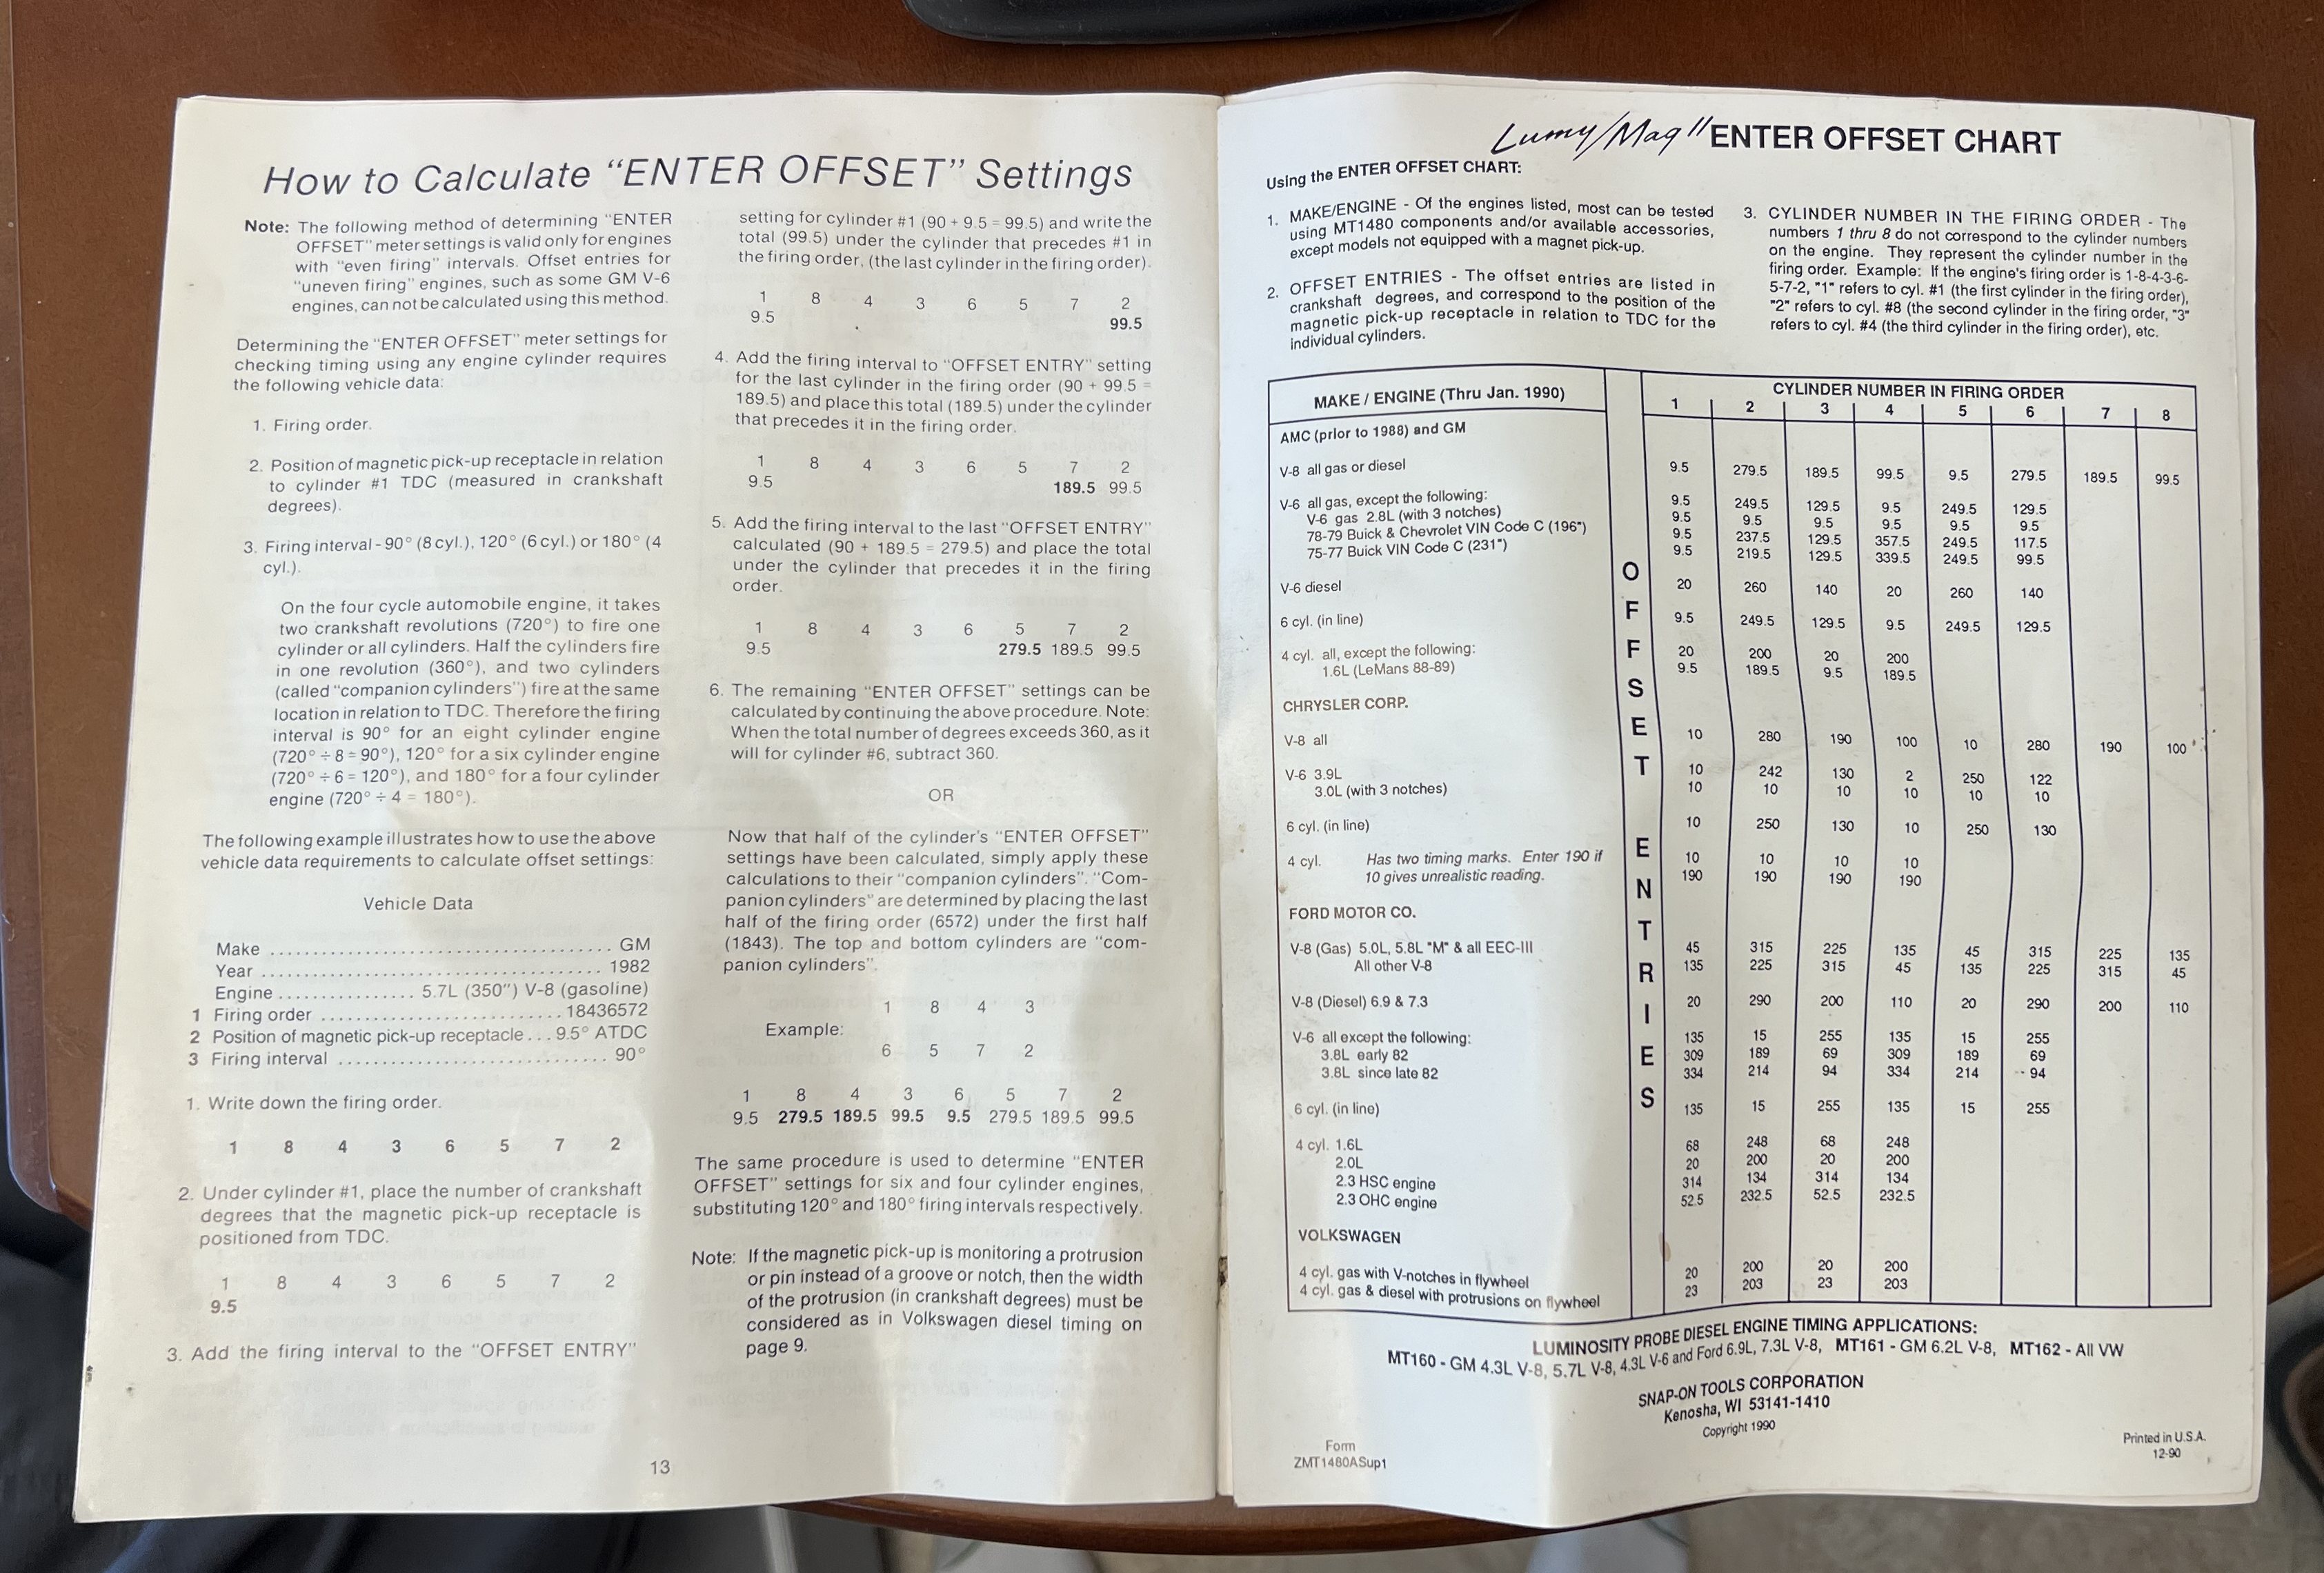 How to Calculate “ENTER OFFSET” Settings
Note: The following method of determining “ENTER
OFFSET” meter settings is valid only for engines
with “even firing” intervals. Offset entries for
“uneven firing” engines, such as some GM V-6
engines, can not be calculated using this method.
Determining the “ENTER OFFSET” meter settings for
checking timing using any engine cylinder requires
the following vehicle data:
1. Firing order.
2. Position of magnetic pick-up receptacle in relation
to cylinder #1 TDC (measured in crankshaft
degrees).
3. Firing interval - 90° (8 cyl.), 120° (6 cyl.) or 180° (4
cyl.).
On the four cycle automobile engine, it takes
two crankshaft revolutions (720°) to fire one
cylinder or all cylinders. Half the cylinders fire
in one revolution (360°), and two cylinders
(called “companion cylinders”) fire at the same
location in relation to TDC. Therefore the firing
interval is 90° for an eight cylinder engine
(720° ÷ 8 = 90°), 120° for a six cylinder engine
(720° ÷ 6 = 120°), and 180° for a four cylinder
engine (720° ÷ 4 = 180°).
The following example illustrates how to use the above
vehicle data requirements to calculate offset settings:
Vehicle Data
Make ........ GM
Year ........ 1982
Engine ........ 5.7L (350″) V-8 (gasoline)
1 Firing order ........ 18436572
2 Position of magnetic pick-up receptacle ... 9.5° ATDC
3 Firing interval ........ 90°
1. Write down the firing order.
1 8 4 3 6 5 7 2
2. Under cylinder #1, place the number of crankshaft
degrees that the magnetic pick-up receptacle is
positioned from TDC.
1 8 4 3 6 5 7 2
9.5
3. Add the firing interval to the “OFFSET ENTRY”
setting for cylinder #1 (90 + 9.5 = 99.5) and write the
total (99.5) under the cylinder that precedes #1 in
the firing order, (the last cylinder in the firing order).
1 8 4 3 6 5 7 2
9.5 99.5
4. Add the firing interval to “OFFSET ENTRY” setting
for the last cylinder in the firing order (90 + 99.5 =
189.5) and place this total (189.5) under the cylinder
that precedes it in the firing order.
1 8 4 3 6 5 7 2
9.5 189.5 99.5
5. Add the firing interval to the last “OFFSET ENTRY”
calculated (90 + 189.5 = 279.5) and place the total
under the cylinder that precedes it in the firing
order.
1 8 4 3 6 5 7 2
9.5 279.5 189.5 99.5
6. The remaining “ENTER OFFSET” settings can be
calculated by continuing the above procedure. Note:
When the total number of degrees exceeds 360, as it
will for cylinder #6, subtract 360.
OR
Now that half of the cylinder's “ENTER OFFSET”
settings have been calculated, simply apply these
calculations to their “companion cylinders”. “Com-
panion cylinders” are determined by placing the last
half of the firing order (6572) under the first half
(1843). The top and bottom cylinders are “com-
panion cylinders”.
1 8 4 3
Example:
6 5 7 2
1 8 4 3 6 5 7 2
9.5 279.5 189.5 99.5 9.5 279.5 189.5 99.5
The same procedure is used to determine “ENTER
OFFSET” settings for six and four cylinder engines,
substituting 120° and 180° firing intervals respectively.
Note: If the magnetic pick-up is monitoring a protrusion
or pin instead of a groove or notch, then the width
of the protrusion (in crankshaft degrees) must be
considered as in Volkswagen diesel timing on
page 9.
13
Lumy/Mag II ENTER OFFSET CHART
Using the ENTER OFFSET CHART:
1. MAKE/ENGINE - Of the engines listed, most can be tested
using MT1480 components and/or available accessories,
except models not equipped with a magnet pick-up.
2. OFFSET ENTRIES - The offset entries are listed in
crankshaft degrees, and correspond to the position of the
magnetic pick-up receptacle in relation to TDC for the
individual cylinders.
3. CYLINDER NUMBER IN THE FIRING ORDER - The
numbers 1 thru 8 do not correspond to the cylinder numbers
on the engine. They represent the cylinder number in the
firing order. Example: If the engine's firing order is 1-8-4-3-6-
5-7-2, "1" refers to cyl. #1 (the first cylinder in the firing order),
"2" refers to cyl. #8 (the second cylinder in the firing order, "3"
refers to cyl. #4 (the third cylinder in the firing order), etc.
MAKE / ENGINE (Thru Jan. 1990)
CYLINDER NUMBER IN FIRING ORDER
1 2 3 4 5 6 7 8
OFFSET ENTRIES
AMC (prior to 1988) and GM
V-8 all gas or diesel 9.5 279.5 189.5 99.5 9.5 279.5 189.5 99.5
V-6 all gas, except the following: 9.5 249.5 129.5 9.5 249.5 129.5
V-6 gas 2.8L (with 3 notches) 9.5 9.5 9.5 9.5 9.5 9.5
78-79 Buick & Chevrolet VIN Code C (196") 9.5 237.5 129.5 357.5 249.5 117.5
75-77 Buick VIN Code C (231") 9.5 219.5 129.5 339.5 249.5 99.5
V-6 diesel 20 260 140 20 260 140
6 cyl. (in line) 9.5 249.5 129.5 9.5 249.5 129.5
4 cyl. all, except the following: 20 200 20 200
1.6L (LeMans 88-89) 9.5 189.5 9.5 189.5
CHRYSLER CORP.
V-8 all 10 280 190 100 10 280 190 100
V-6 3.9L 10 242 130 2 250 122
3.0L (with 3 notches) 10 10 10 10 10 10
6 cyl. (in line) 10 250 130 10 250 130
4 cyl. Has two timing marks. Enter 190 if 10 10 10 10
10 gives unrealistic reading. 190 190 190 190
FORD MOTOR CO.
V-8 (Gas) 5.0L, 5.8L "M" & all EEC-III 45 315 225 135 45 315 225 135
All other V-8 135 225 315 45 135 225 315 45
V-8 (Diesel) 6.9 & 7.3 20 290 200 110 20 290 200 110
V-6 all except the following: 135 15 255 135 15 255
3.8L early 82 309 189 69 309 189 69
3.8L since late 82 334 214 94 334 214 94
6 cyl. (in line) 135 15 255 135 15 255
4 cyl. 1.6L 68 248 68 248
2.0L 20 200 20 200
2.3 HSC engine 314 134 314 134
2.3 OHC engine 52.5 232.5 52.5 232.5
VOLKSWAGEN
4 cyl. gas with V-notches in flywheel 20 200 20 200
4 cyl. gas & diesel with protrusions on flywheel 23 203 23 203
LUMINOSITY PROBE DIESEL ENGINE TIMING APPLICATIONS:
MT160 - GM 4.3L V-8, 5.7L V-8, 4.3L V-6 and Ford 6.9L, 7.3L V-8, MT161 - GM 6.2L V-8, MT162 - All VW
SNAP-ON TOOLS CORPORATION
Kenosha, WI 53141-1410
Copyright 1990
Form
ZMT1480ASup1
Printed in U.S.A.
12-90